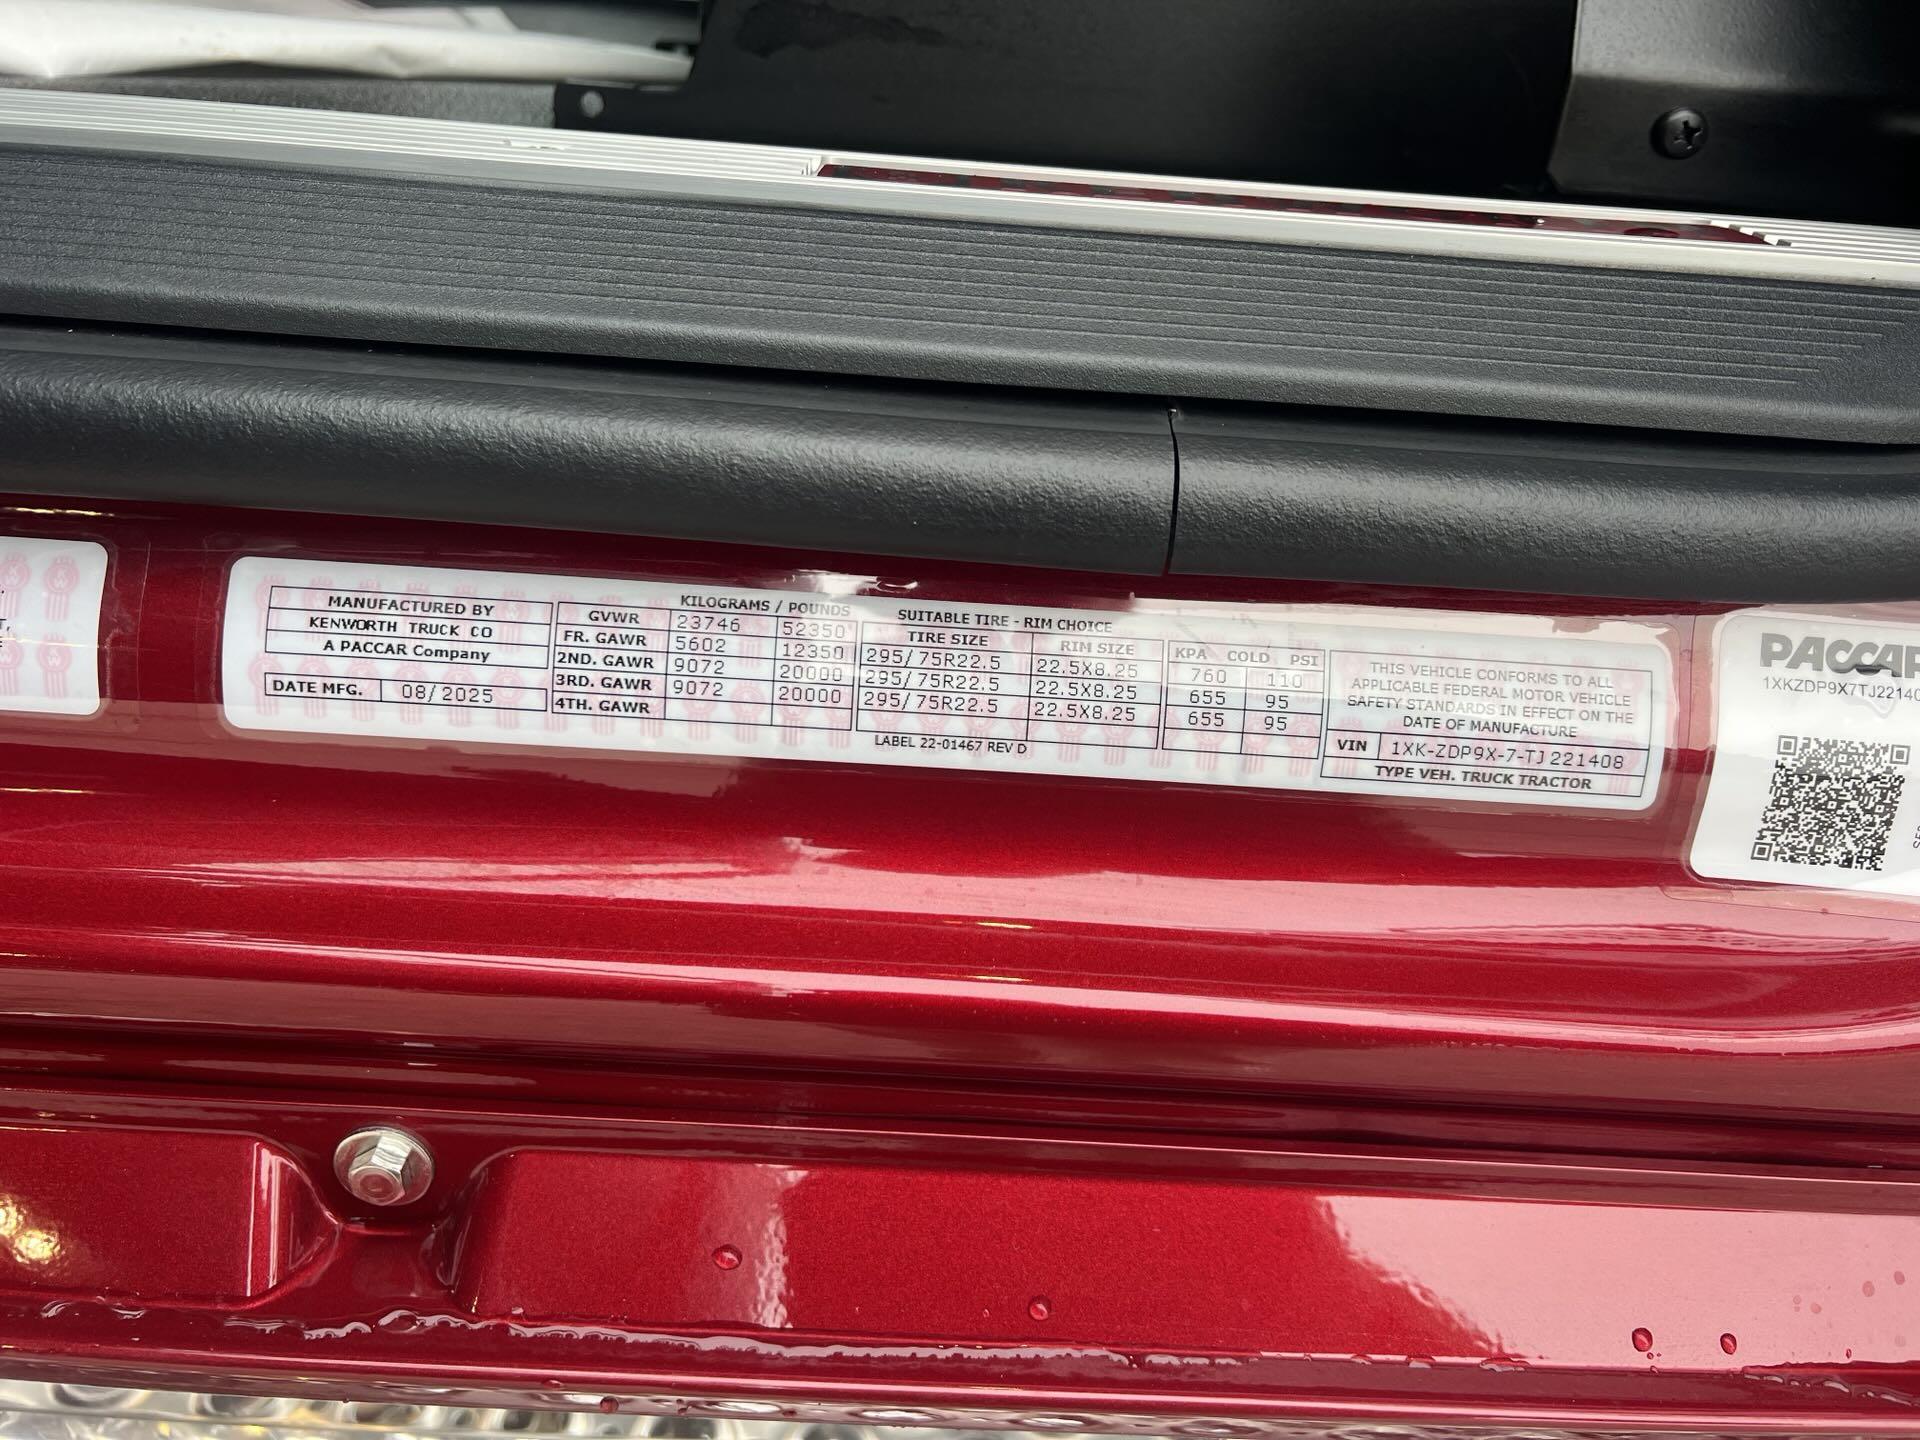 T,
KILOGRAMS / POUNDS
MANUFACTURED BY
KENWORTH TRUCK CO
A PACCAR Company
DATE MFG. 08/2025
GVWR 23746 52350
FR. GAWR 5602 12350
2ND. GAWR 9072 20000
3RD. GAWR 9072 20000
4TH. GAWR
SUITABLE TIRE - RIM CHOICE
TIRE SIZE RIM SIZE KPA COLD PSI
295/75R22.5 22.5X8.25 760 110
295/75R22.5 22.5X8.25 655 95
295/75R22.5 22.5X8.25 655 95
LABEL 22-01467 REV D
THIS VEHICLE CONFORMS TO ALL
APPLICABLE FEDERAL MOTOR VEHICLE
SAFETY STANDARDS IN EFFECT ON THE
DATE OF MANUFACTURE
VIN 1XK-ZDP9X-7-TJ221408
TYPE VEH. TRUCK TRACTOR
PACCAR
1XKZDP9X7TJ22140